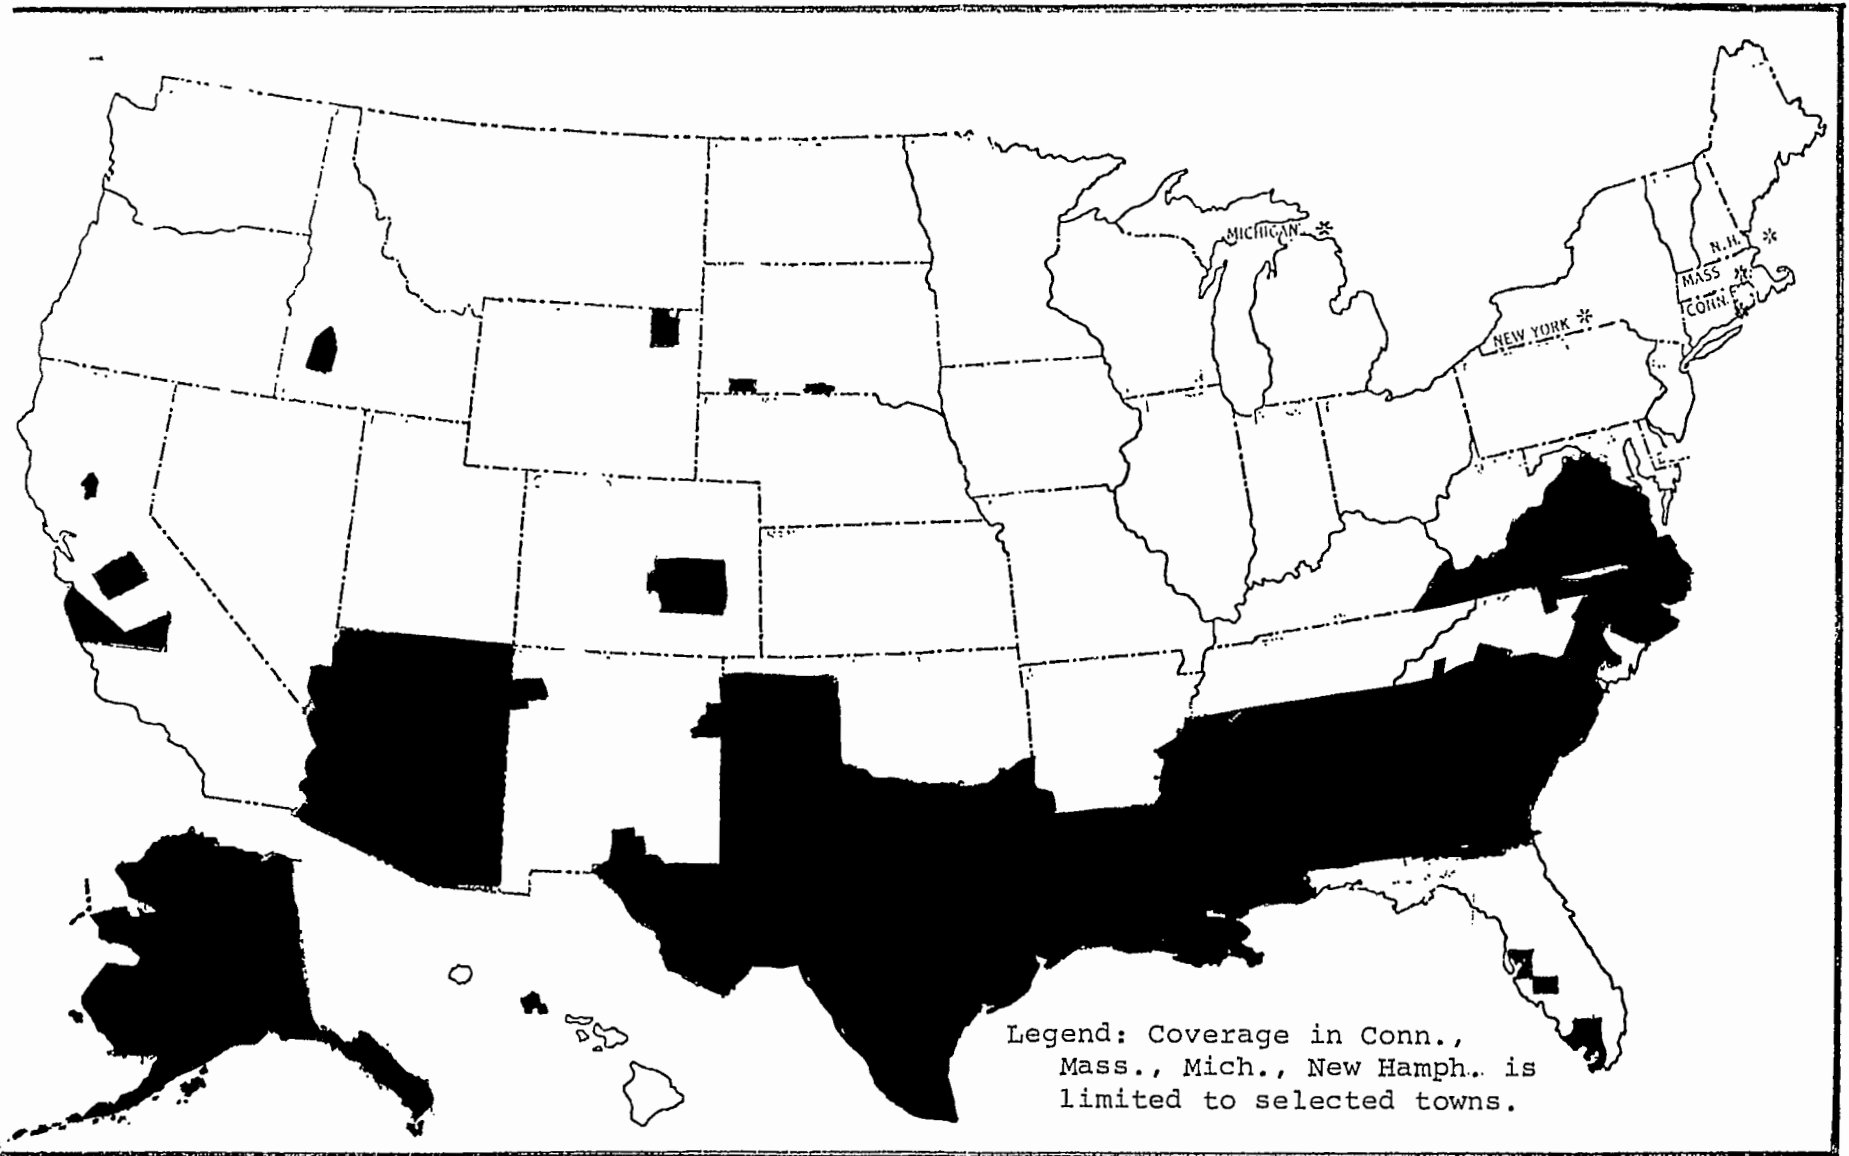 MICHIGAN *
N.H. *
MASS *
CONN. *
NEW YORK *
Legend: Coverage in Conn.,
Mass., Mich., New Hamph.. is
limited to selected towns.